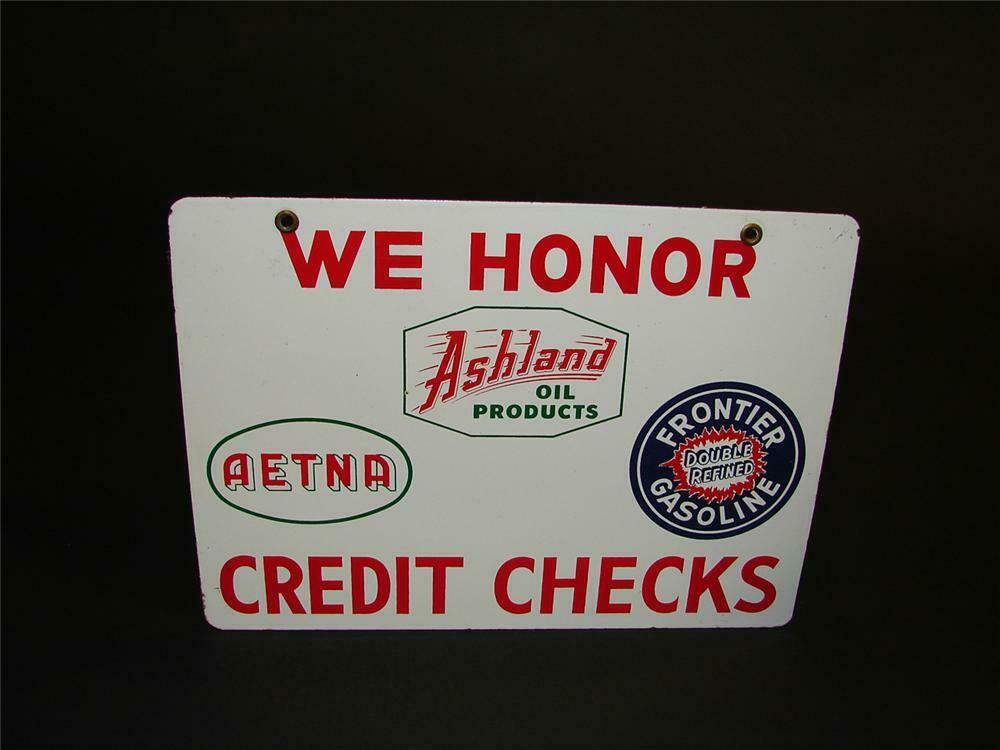 WE HONOR
Ashland
OIL
PRODUCTS
AETNA
FRONTIER
DOUBLE
REFINED
GASOLINE
CREDIT CHECKS